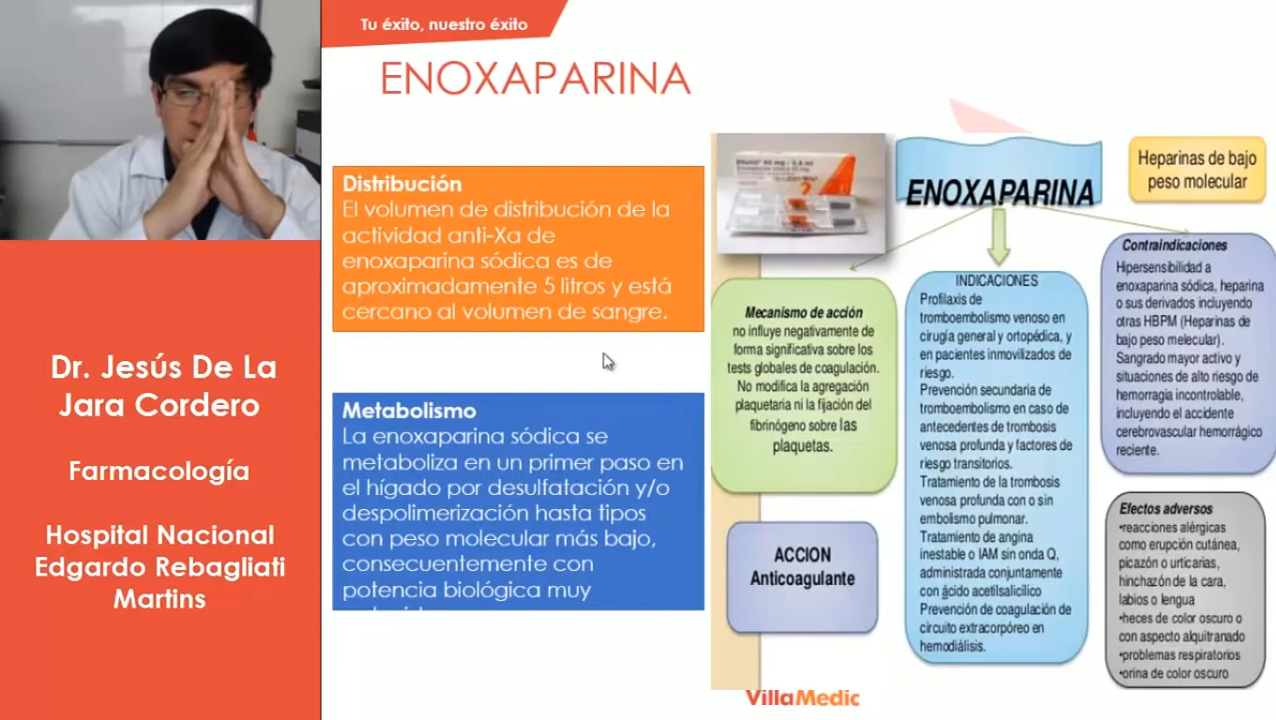 Tu éxito, nuestro éxito
ENOXAPARINA
Dr. Jesús De La
Jara Cordero
Farmacología
Hospital Nacional
Edgardo Rebagliati
Martins
Distribución
El volumen de distribución de la
actividad anti-Xa de
enoxaparina sódica es de
aproximadamente 5 litros y está
cercano al volumen de sangre.
Metabolismo
La enoxaparina sódica se
metaboliza en un primer paso en
el hígado por desulfatación y/o
despolimerización hasta tipos
con peso molecular más bajo,
consecuentemente con
potencia biológica muy
ENOXAPARINA
Heparinas de bajo
peso molecular
Mecanismo de acción
no influye negativamente de
forma significativa sobre los
tests globales de coagulación.
No modifica la agregación
plaquetaria ni la fijación del
fibrinógeno sobre las
plaquetas.
ACCION
Anticoagulante
INDICACIONES
Profilaxis de
tromboembolismo venoso en
cirugía general y ortopédica, y
en pacientes inmovilizados de
riesgo.
Prevención secundaria de
tromboembolismo en caso de
antecedentes de trombosis
venosa profunda y factores de
riesgo transitorios.
Tratamiento de la trombosis
venosa profunda con o sin
embolismo pulmonar.
Tratamiento de angina
inestable o IAM sin onda Q,
administrada conjuntamente
con ácido acetilsalicílico
Prevención de coagulación de
circuito extracorpóreo en
hemodiálisis.
Contraindicaciones
Hipersensibilidad a
enoxaparina sódica, heparina
o sus derivados incluyendo
otras HBPM (Heparinas de
bajo peso melecular).
Sangrado mayor activo y
situaciones de alto riesgo de
hemorragia incontrolable,
incluyendo el accidente
cerebrovascular hemorrágico
reciente.
Efectos adversos
•reacciones alérgicas
como erupción cutánea,
picazón o urticarias,
hinchazón de la cara,
labios o lengua
•heces de color oscuro o
con aspecto alquitranado
•problemas respiratorios
•orina de color oscuro
VillaMedic